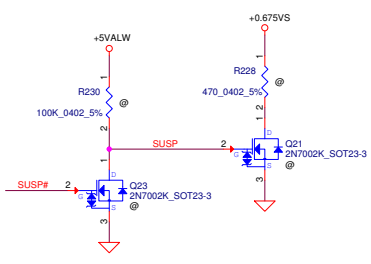 +0.675VS
+5VALW
1
1
R228
R230
470_0402_5%
@
100K_0402_5%
@
2
2
D
1
SUSP
2
Q21
G
2N7002K_SOT23-3
S
@
D
1
3
SUSP#
2
Q23
G
2N7002K_SOT23-3
S
@
3